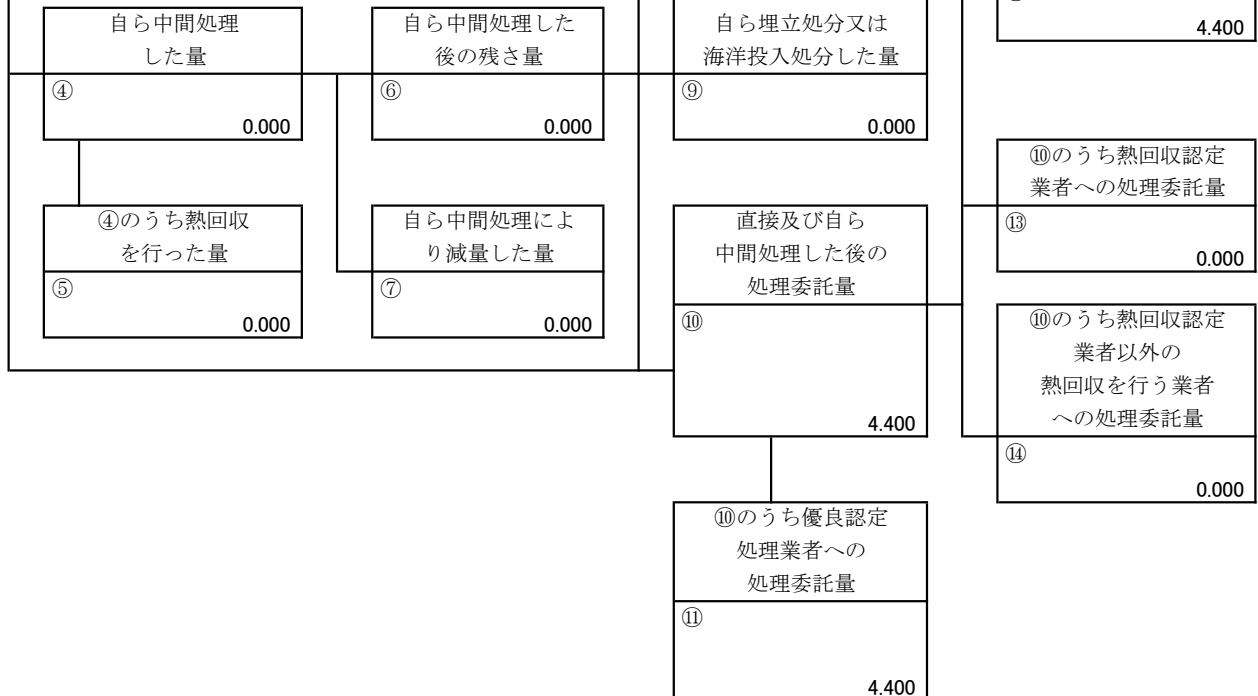 自ら中間処理
した量
④
0.000
自ら中間処理した
後の残さ量
⑥
0.000
自ら埋立処分又は
海洋投入処分した量
⑨
0.000
4.400
④のうち熱回収
を行った量
⑤
0.000
自ら中間処理によ
り減量した量
⑦
0.000
直接及び自ら
中間処理した後の
処理委託量
⑩
4.400
⑩のうち熱回収認定
業者への処理委託量
⑬
0.000
⑩のうち熱回収認定
業者以外の
熱回収を行う業者
への処理委託量
⑭
0.000
⑩のうち優良認定
処理業者への
処理委託量
⑪
4.400